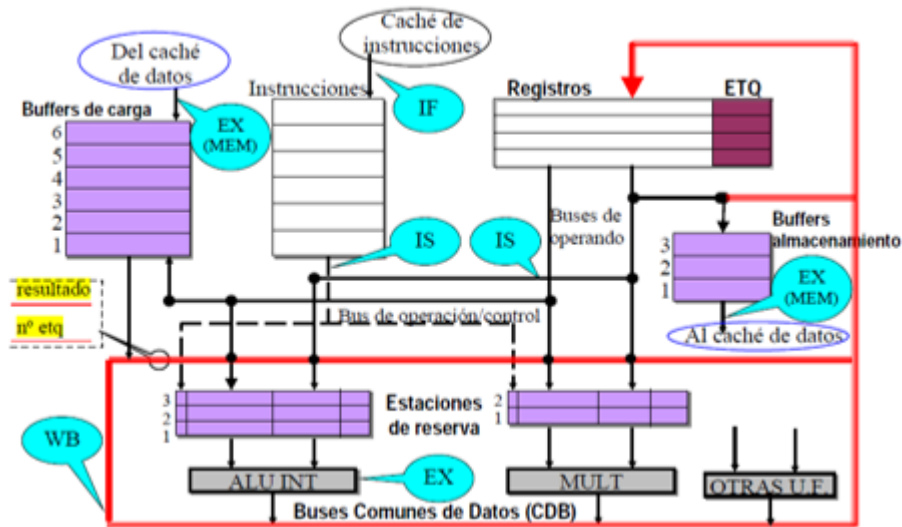 Del caché
de datos
Caché de
instrucciones
Buffers de carga
EX
(MEM)
Instrucciones
IF
Registros
ETQ
6
5
4
3
2
1
IS
IS
Buses de
operando
Buffers
almacenamiento
3
2
1
EX
(MEM)
Al caché de datos
resultado
nº etq
Bus de operación/control
3
2
1
Estaciones
de reserva
2
1
WB
ALU INT
EX
MULT
OTRAS U.F.
Buses Comunes de Datos (CDB)